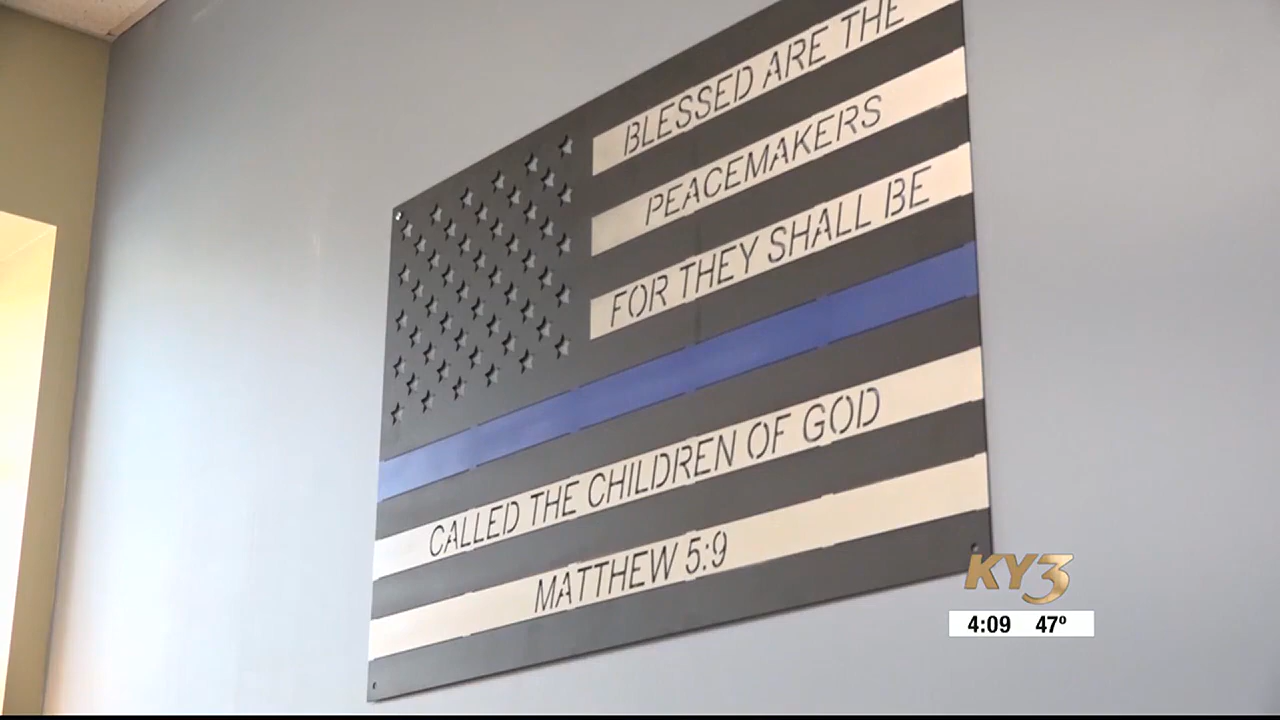 BLESSED ARE THE
PEACEMAKERS
FOR THEY SHALL BE
CALLED THE CHILDREN OF GOD
MATTHEW 5:9
KY3
4:09 47º